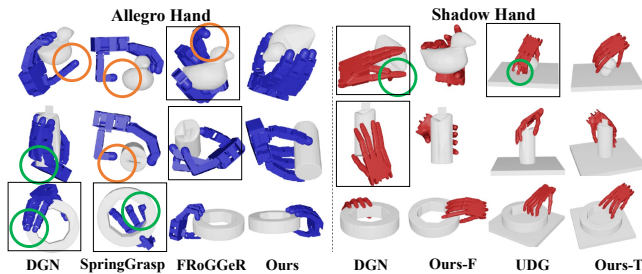 Allegro Hand
Shadow Hand
DGN SpringGrasp FRoGGeR Ours
DGN Ours-F UDG Ours-T